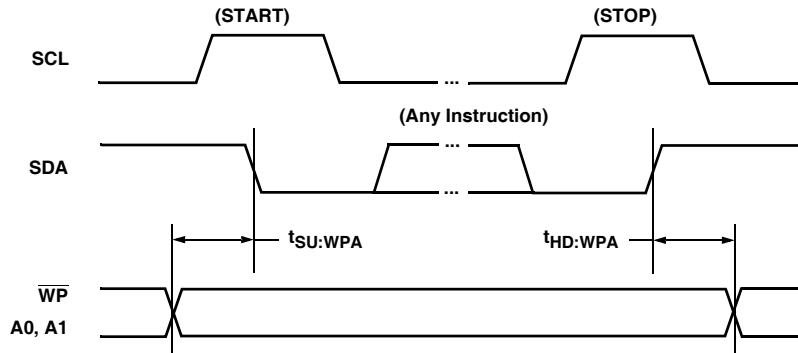 (START) (STOP)
SCL
...
(Any Instruction)
SDA
...
...
tSU:WPA tHD:WPA
WP
A0, A1